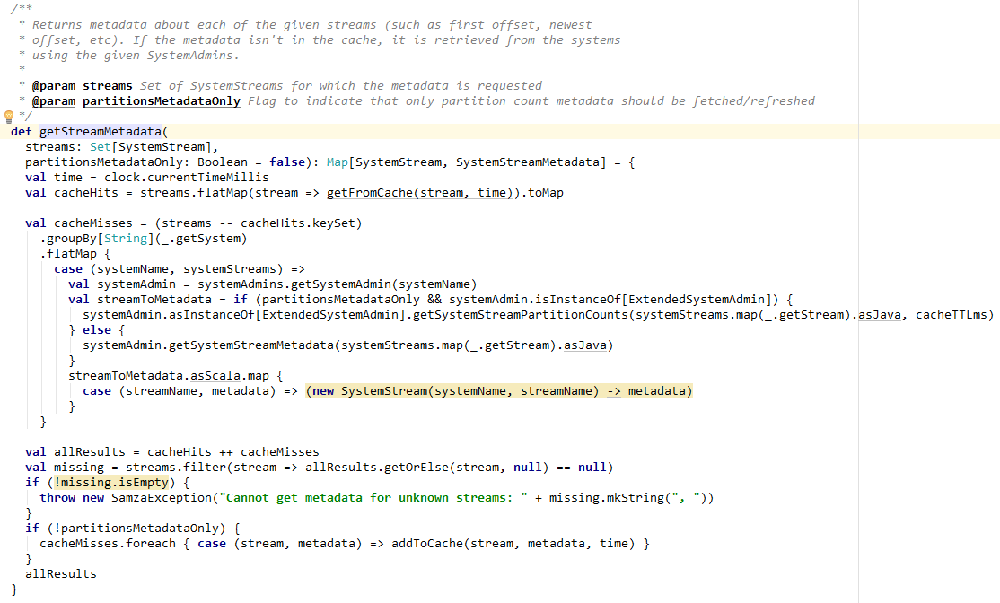 /**
 * Returns metadata about each of the given streams (such as first offset, newest
 * offset, etc). If the metadata isn't in the cache, it is retrieved from the systems
 * using the given SystemAdmins.
 *
 * @param streams Set of SystemStreams for which the metadata is requested
 * @param partitionsMetadataOnly Flag to indicate that only partition count metadata should be fetched/refreshed
 */
def getStreamMetadata(
  streams: Set[SystemStream],
  partitionsMetadataOnly: Boolean = false): Map[SystemStream, SystemStreamMetadata] = {
  val time = clock.currentTimeMillis
  val cacheHits = streams.flatMap(stream => getFromCache(stream, time)).toMap

  val cacheMisses = (streams -- cacheHits.keySet)
    .groupBy[String](_.getSystem)
    .flatMap {
      case (systemName, systemStreams) =>
        val systemAdmin = systemAdmins.getSystemAdmin(systemName)
        val streamToMetadata = if (partitionsMetadataOnly && systemAdmin.isInstanceOf[ExtendedSystemAdmin]) {
          systemAdmin.asInstanceOf[ExtendedSystemAdmin].getSystemStreamPartitionCounts(systemStreams.map(_.getStream).asJava, cacheTTLms)
        } else {
          systemAdmin.getSystemStreamMetadata(systemStreams.map(_.getStream).asJava)
        }
        streamToMetadata.asScala.map {
          case (streamName, metadata) => (new SystemStream(systemName, streamName) -> metadata)
        }
    }

  val allResults = cacheHits ++ cacheMisses
  val missing = streams.filter(stream => allResults.getOrElse(stream, null) == null)
  if (!missing.isEmpty) {
    throw new SamzaException("Cannot get metadata for unknown streams: " + missing.mkString(", "))
  }
  if (!partitionsMetadataOnly) {
    cacheMisses.foreach { case (stream, metadata) => addToCache(stream, metadata, time) }
  }
  allResults
}